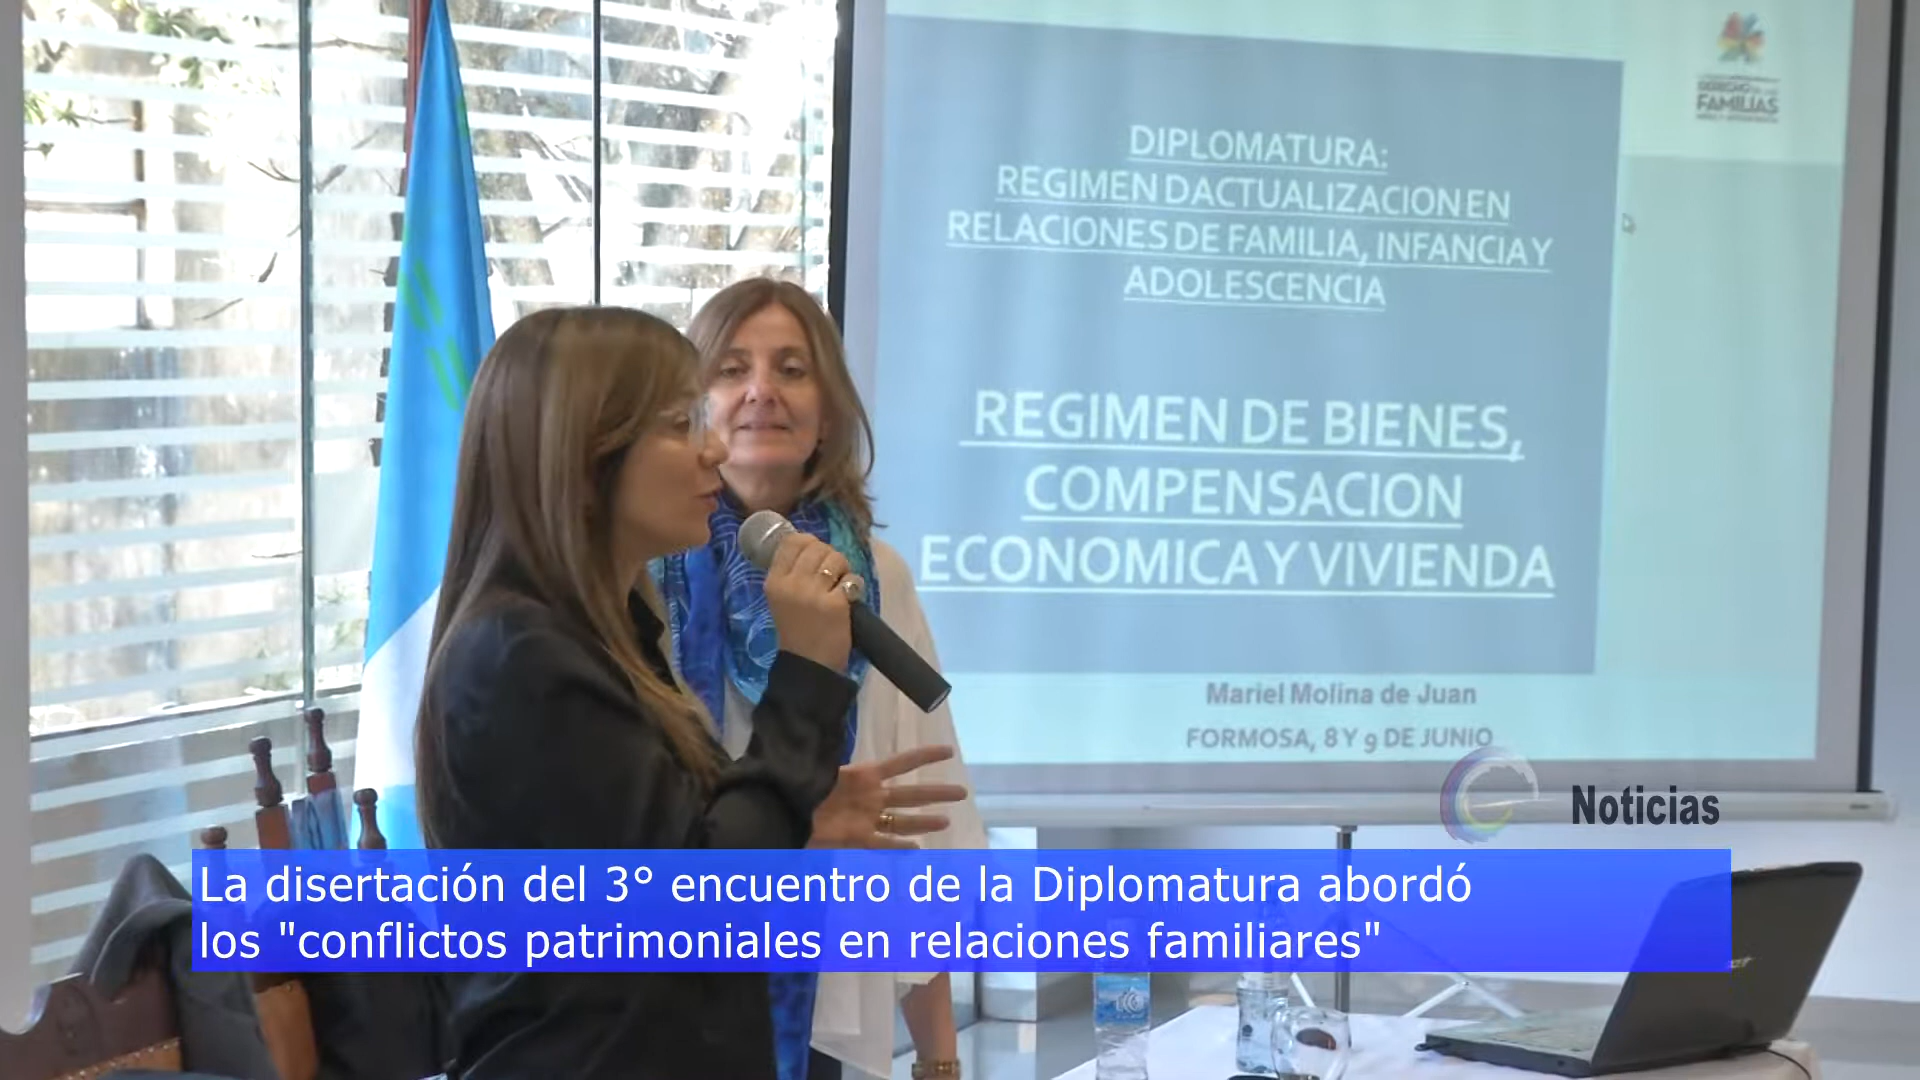 DERECHO
FAMILIAS
DIPLOMATURA:
REGIMEN DACTUALIZACION EN
RELACIONES DE FAMILIA, INFANCIA Y
ADOLESCENCIA
REGIMEN DE BIENES,
COMPENSACION
ECONOMICA Y VIVIENDA
Mariel Molina de Juan
FORMOSA, 8 Y 9 DE JUNIO
Noticias
La disertación del 3° encuentro de la Diplomatura abordó
los "conflictos patrimoniales en relaciones familiares"